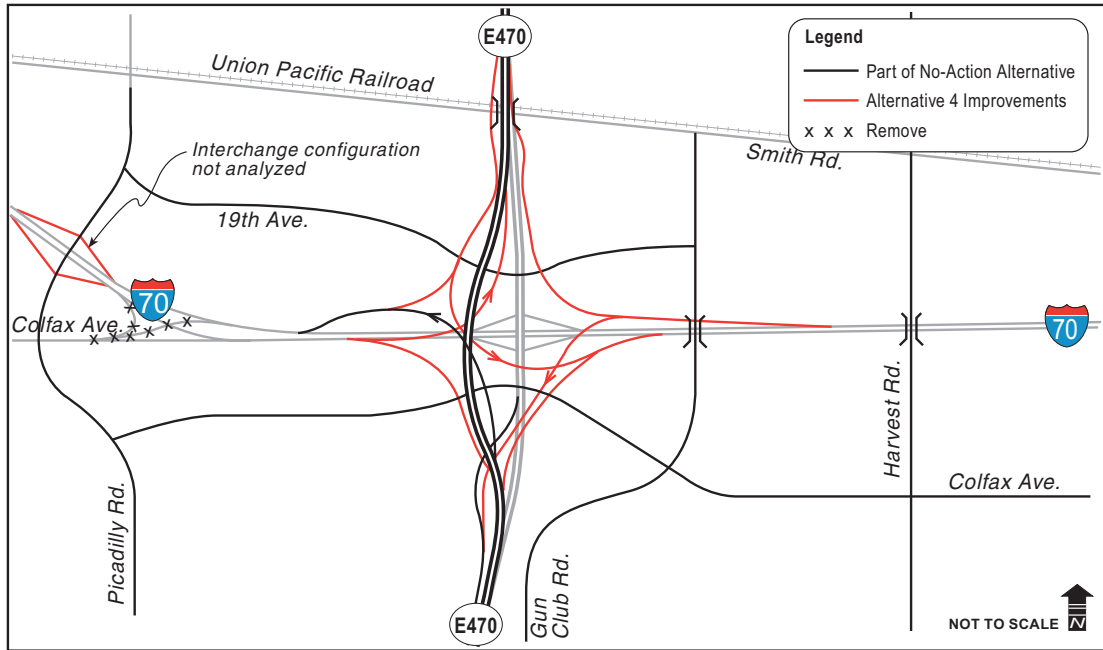 E470
Legend
Part of No-Action Alternative
Alternative 4 Improvements
x x x Remove
Union Pacific Railroad
Smith Rd.
Interchange configuration
not analyzed
19th Ave.
70
Colfax Ave.
70
Harvest Rd.
Colfax Ave.
Picadilly Rd.
Gun
Club Rd.
E470
NOT TO SCALE
N